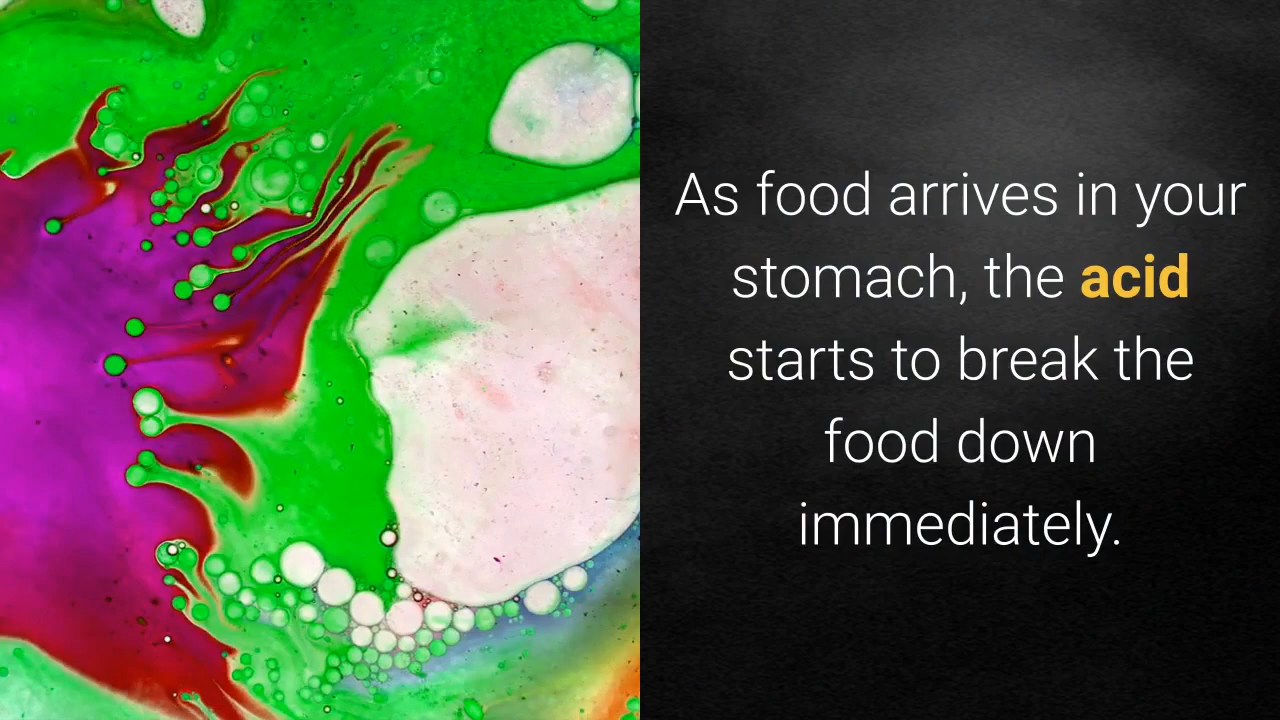 As food arrives in your
stomach, the acid
starts to break the
food down
immediately.